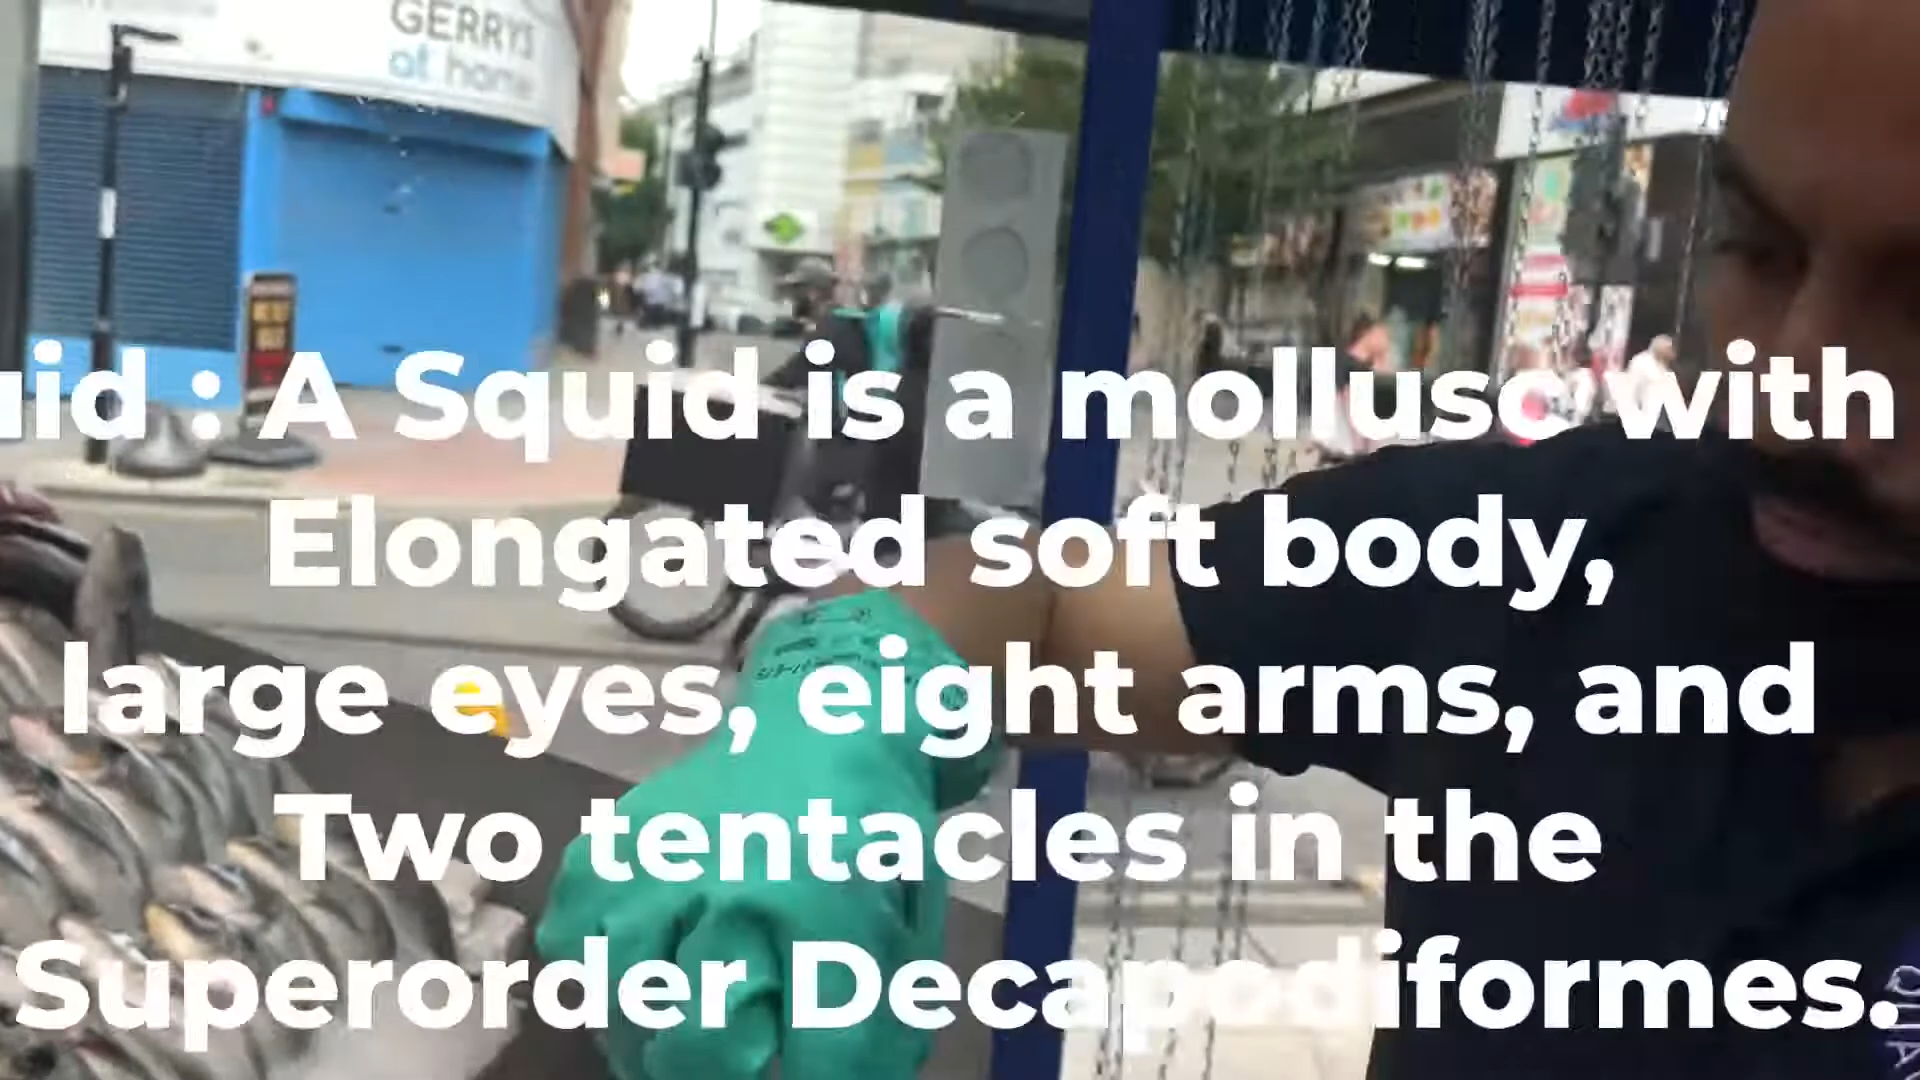 GERRYS
of home
uid : A Squid is a mollusc with
Elongated soft body,
large eyes, eight arms, and
Two tentacles in the
Superorder Decapodiformes.